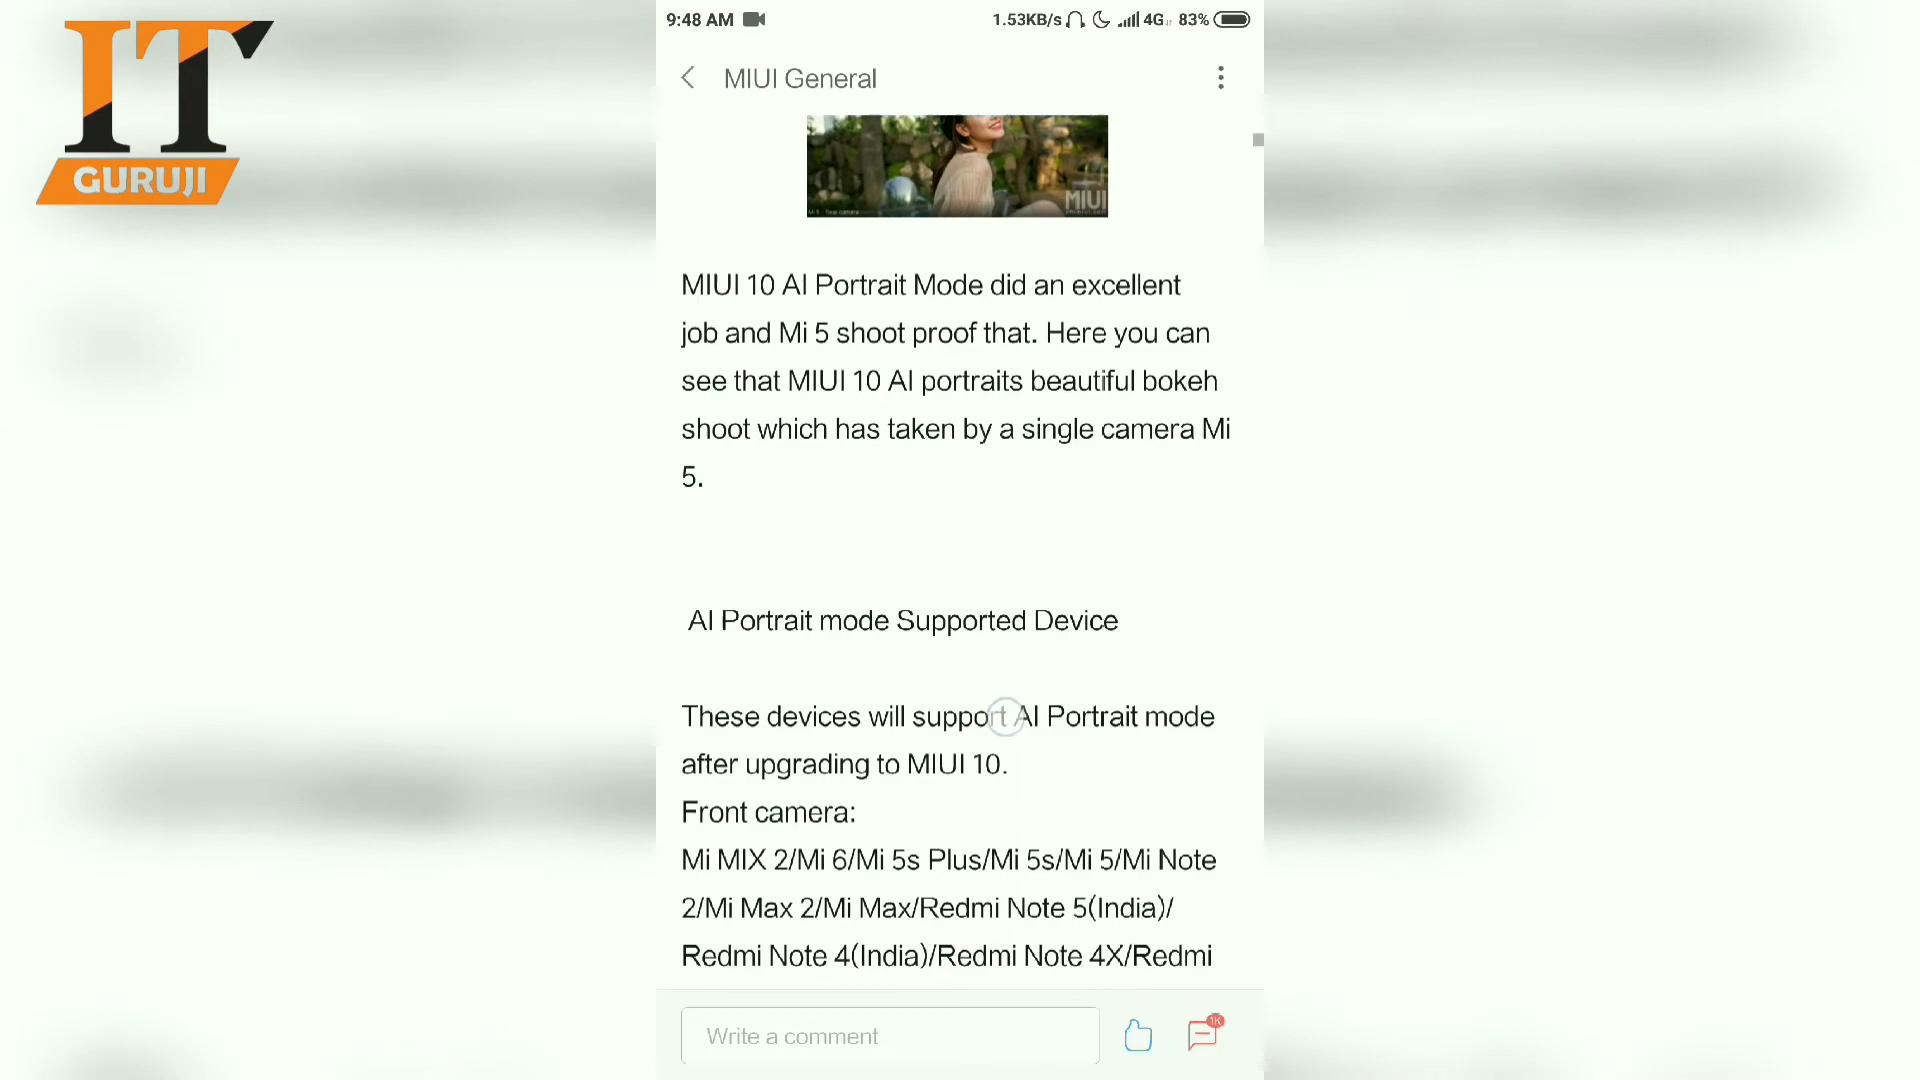 IT
GURUJI
9:48 AM
1.53KB/s 4G 83%
MIUI General
MIUI
MIUI 10 AI Portrait Mode did an excellent
job and Mi 5 shoot proof that. Here you can
see that MIUI 10 AI portraits beautiful bokeh
shoot which has taken by a single camera Mi
5.
AI Portrait mode Supported Device
These devices will support AI Portrait mode
after upgrading to MIUI 10.
Front camera:
Mi MIX 2/Mi 6/Mi 5s Plus/Mi 5s/Mi 5/Mi Note
2/Mi Max 2/Mi Max/Redmi Note 5(India)/
Redmi Note 4(India)/Redmi Note 4X/Redmi
Write a comment
1K